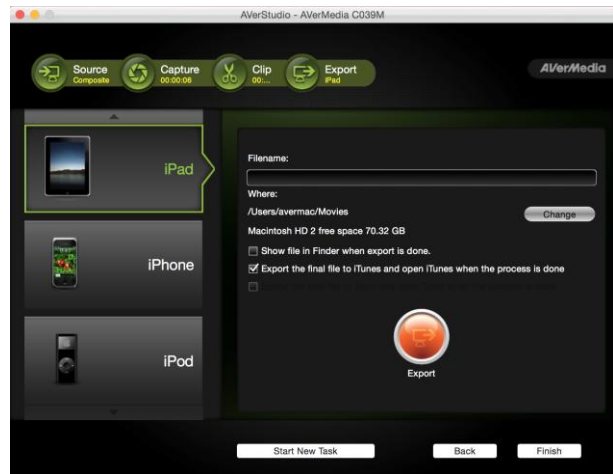 AVerStudio - AVerMedia C039M
Source
Composite
Capture
00:00:06
Clip
00:...
Export
iPad
AVerMedia
iPad
iPhone
iPod
Filename:
Where:
/Users/avermac/Movies
Change
Macintosh HD 2 free space 70.32 GB
Show file in Finder when export is done.
Export the final file to iTunes and open iTunes when the process is done
Export
Start New Task
Back
Finish